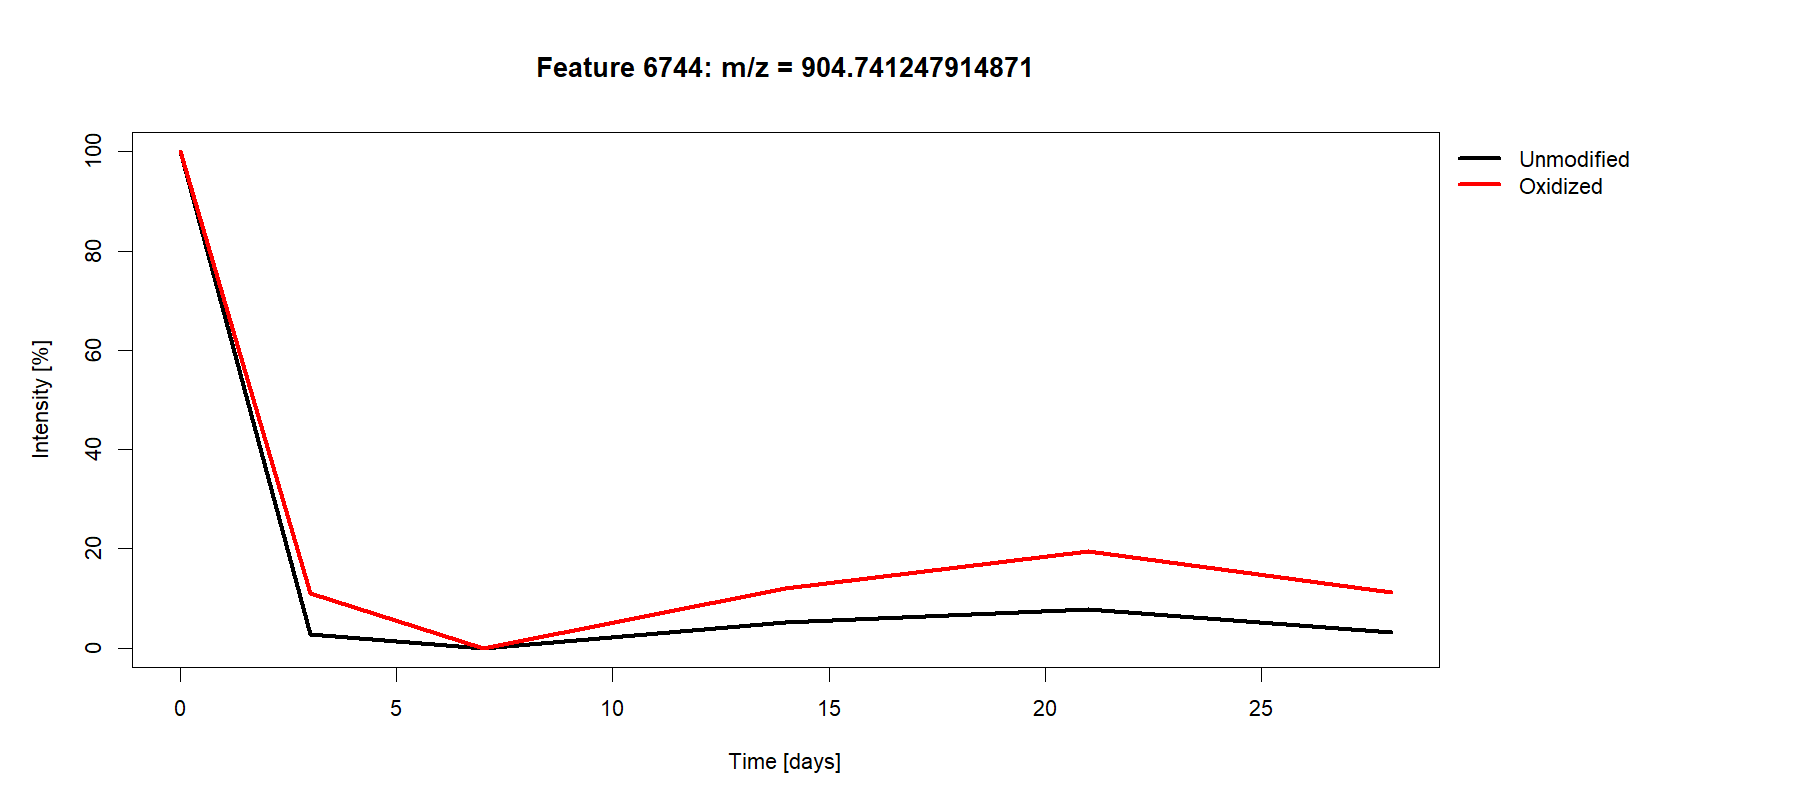 Feature 6744: m/z = 904.741247914871
Unmodified
Oxidized
Intensity [%]
100
80
60
40
20
0
0 5 10 15 20 25
Time [days]